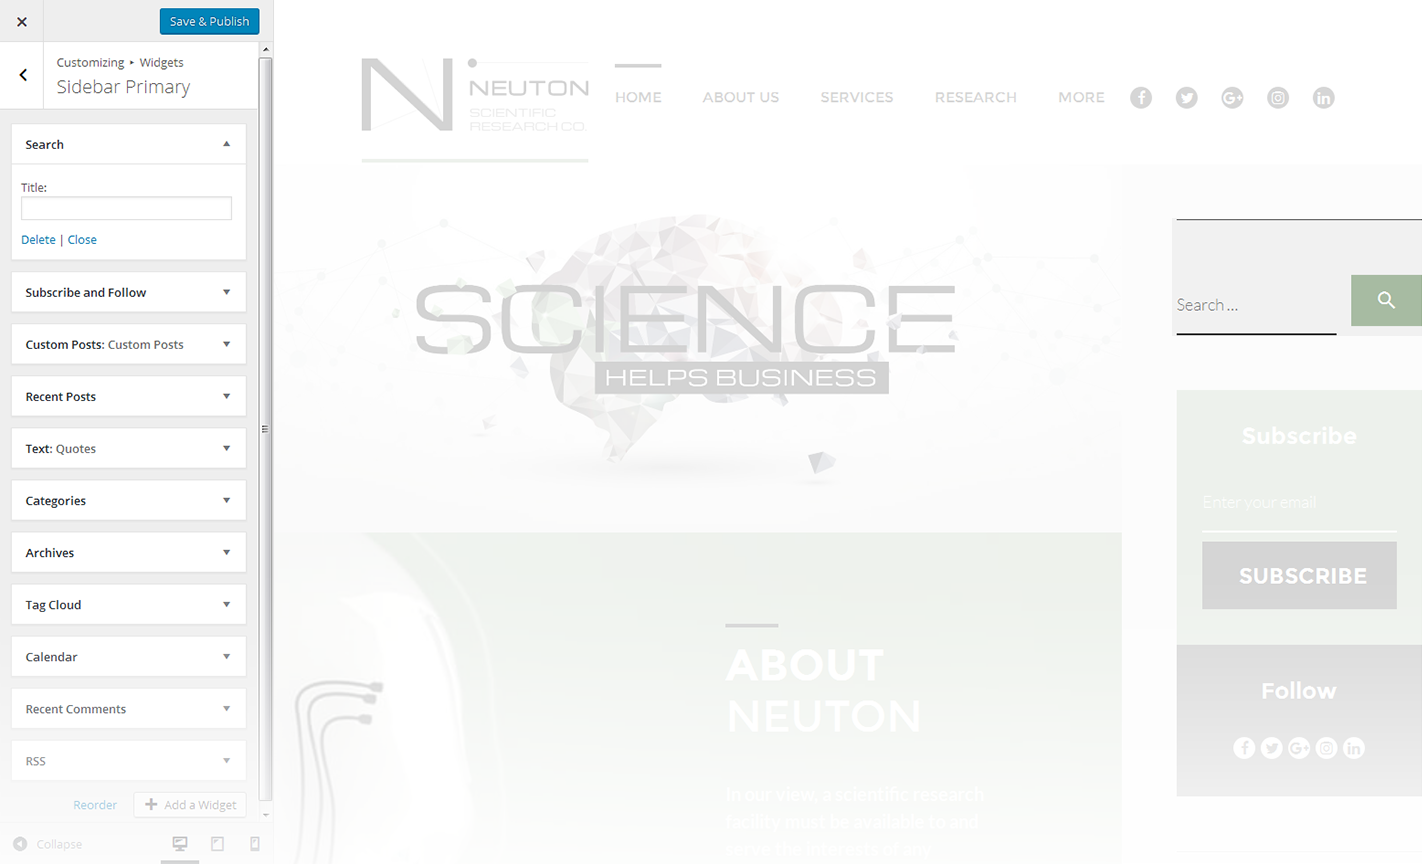 Save & Publish
Customizing ▸ Widgets
Sidebar Primary
Search
Title:
Delete | Close
Subscribe and Follow
Custom Posts: Custom Posts
Recent Posts
Text: Quotes
Categories
Archives
Tag Cloud
Calendar
Recent Comments
RSS
Reorder
Add a Widget
Collapse
N NEUTON
SCIENTIFIC
RESEARCH CO.
HOME ABOUT US SERVICES RESEARCH MORE
SCIENCE
HELPS BUSINESS
Search ...
Subscribe
Enter your email
SUBSCRIBE
Follow
ABOUT
NEUTON
In our view, a scientific research
facility must be available to and
serve the interests of any